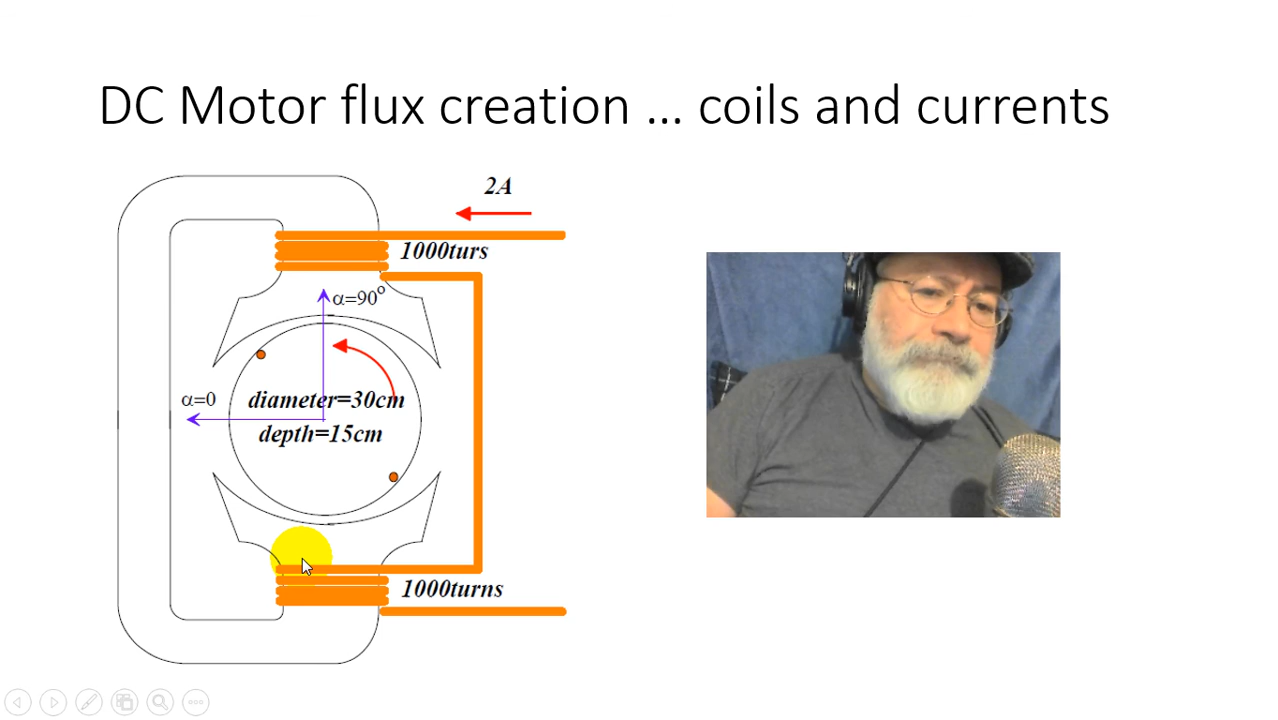 DC Motor flux creation … coils and currents
2A
1000turs
α=90°
α=0
diameter=30cm
depth=15cm
1000turns